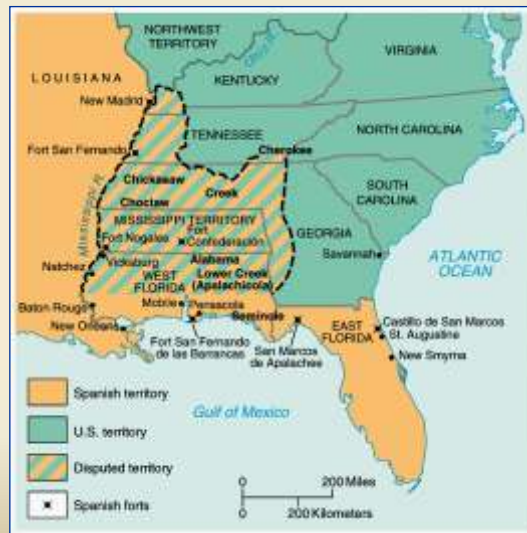 NORTHWEST
TERRITORY
Ohio R.
VIRGINIA
LOUISIANA
KENTUCKY
New Madrid
TENNESSEE
NORTH CAROLINA
Fort San Fernando
Cherokee
Chickasaw
Creek
SOUTH
CAROLINA
Choctaw
Mississippi R.
MISSISSIPPI TERRITORY
Fort
Confederación
Fort Nogales
GEORGIA
Vicksburg
Savannah
Alabama
ATLANTIC
OCEAN
Natchez
WEST
FLORIDA
Lower Creek
(Apalachicola)
Baton Rouge
Mobile
Pensacola
Seminole
New Orleans
EAST
FLORIDA
Castillo de San Marcos
St. Augustine
Fort San Fernando
de las Barrancas
San Marcos
de Apalachee
New Smyrna
Gulf of Mexico
Spanish territory
U.S. territory
Disputed territory
Spanish forts
0 200 Miles
0 200 Kilometers